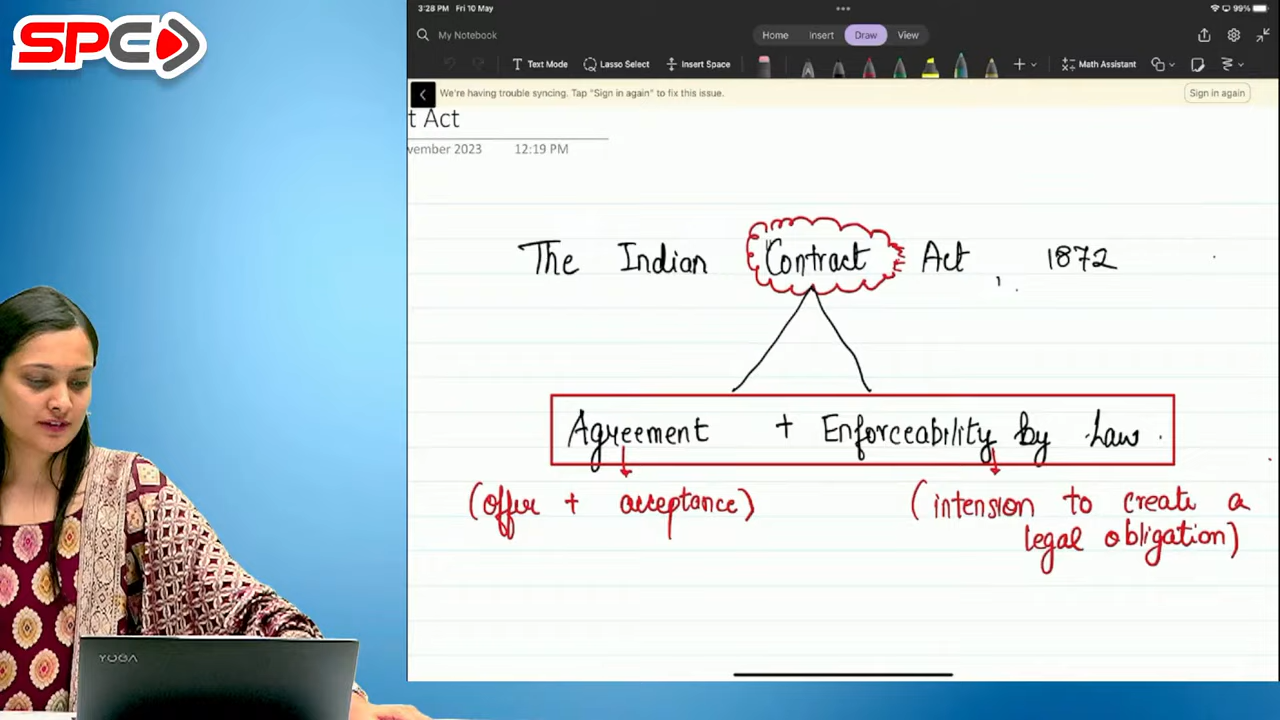 SPC
3:28 PM Fri 10 May
99%
My Notebook
Home Insert Draw View
Text Mode Lasso Select Insert Space Math Assistant
We're having trouble syncing. Tap "Sign in again" to fix this issue. Sign in again
t Act
vember 2023 12:19 PM
The Indian Contract Act, 1872
Agreement + Enforceability by Law.
(offer + acceptance) (intension to create a
legal obligation)
YOGA